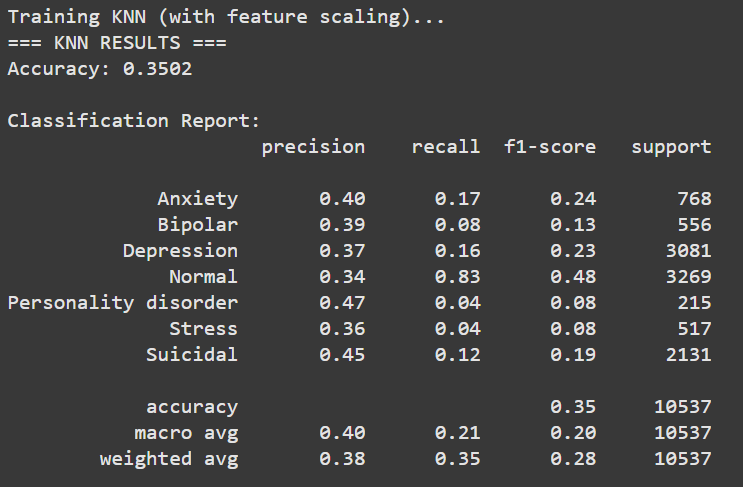 Training KNN (with feature scaling)...
=== KNN RESULTS ===
Accuracy: 0.3502
Classification Report:
precision recall f1-score support
Anxiety 0.40 0.17 0.24 768
Bipolar 0.39 0.08 0.13 556
Depression 0.37 0.16 0.23 3081
Normal 0.34 0.83 0.48 3269
Personality disorder 0.47 0.04 0.08 215
Stress 0.36 0.04 0.08 517
Suicidal 0.45 0.12 0.19 2131
accuracy 0.35 10537
macro avg 0.40 0.21 0.20 10537
weighted avg 0.38 0.35 0.28 10537